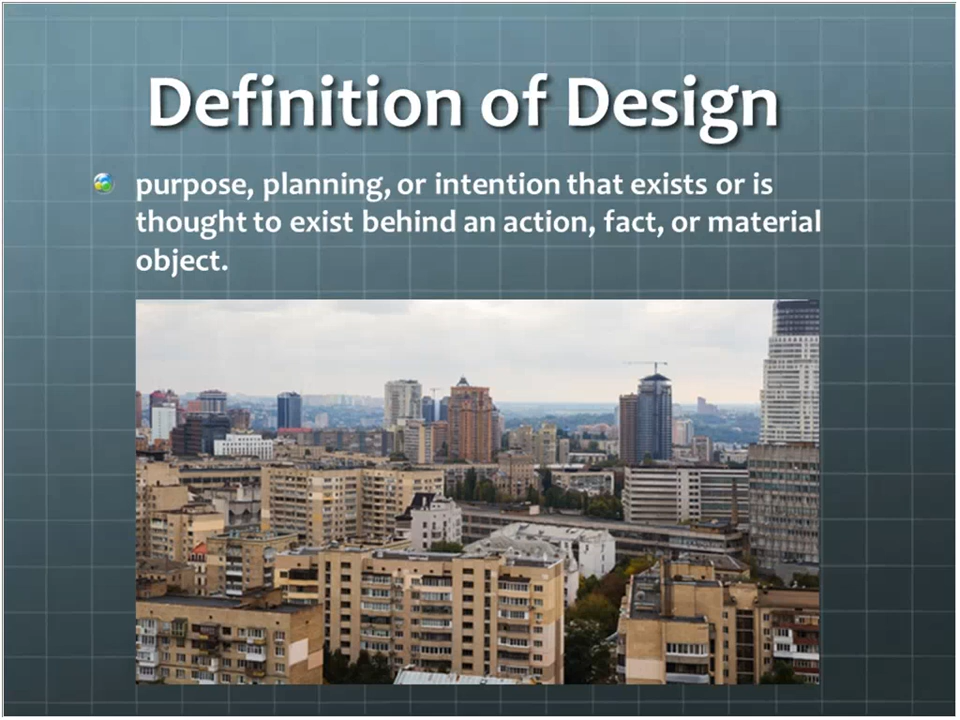 Definition of Design
purpose, planning, or intention that exists or is
thought to exist behind an action, fact, or material
object.